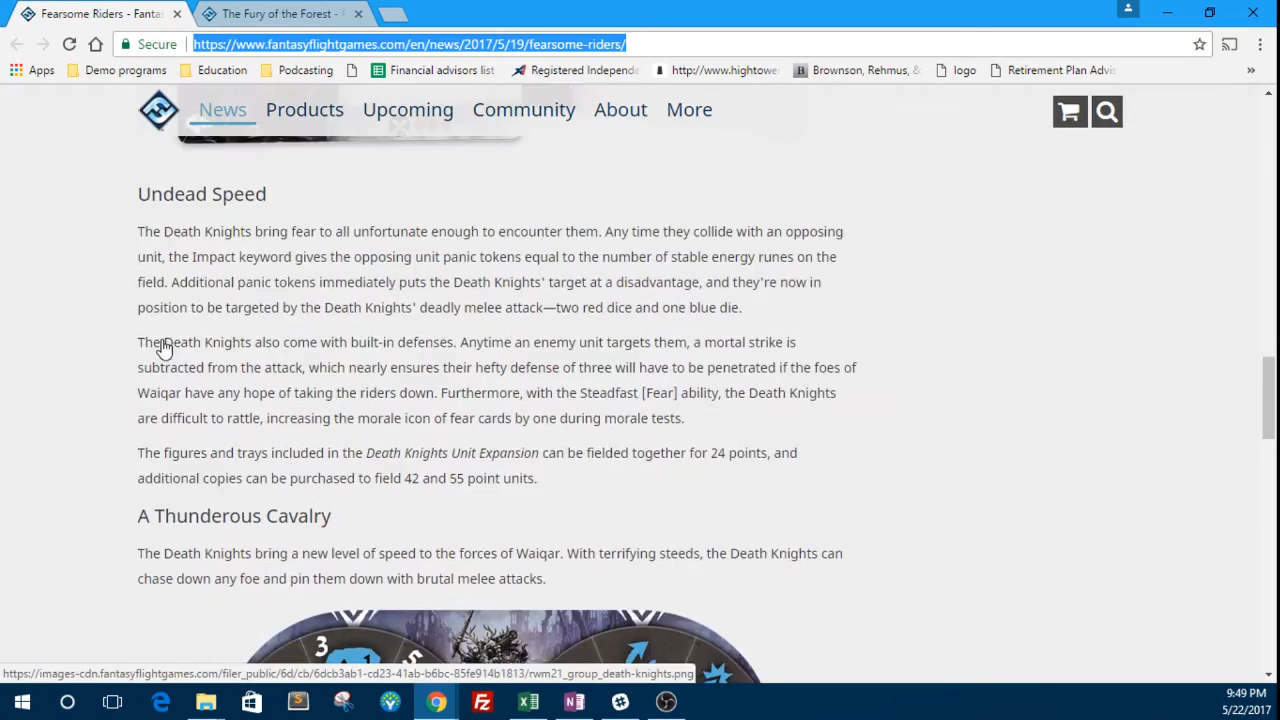 Fearsome Riders - Fantas
The Fury of the Forest - F
Secure
https://www.fantasyflightgames.com/en/news/2017/5/19/fearsome-riders/
Apps
Demo programs
Education
Podcasting
Financial advisors list
Registered Independe
http://www.hightowe
Brownson, Rehmus, &
logo
Retirement Plan Advis
News
Products
Upcoming
Community
About
More
Undead Speed
The Death Knights bring fear to all unfortunate enough to encounter them. Any time they collide with an opposing
unit, the Impact keyword gives the opposing unit panic tokens equal to the number of stable energy runes on the
field. Additional panic tokens immediately puts the Death Knights' target at a disadvantage, and they're now in
position to be targeted by the Death Knights' deadly melee attack—two red dice and one blue die.
The Death Knights also come with built-in defenses. Anytime an enemy unit targets them, a mortal strike is
subtracted from the attack, which nearly ensures their hefty defense of three will have to be penetrated if the foes of
Waiqar have any hope of taking the riders down. Furthermore, with the Steadfast [Fear] ability, the Death Knights
are difficult to rattle, increasing the morale icon of fear cards by one during morale tests.
The figures and trays included in the Death Knights Unit Expansion can be fielded together for 24 points, and
additional copies can be purchased to field 42 and 55 point units.
A Thunderous Cavalry
The Death Knights bring a new level of speed to the forces of Waiqar. With terrifying steeds, the Death Knights can
chase down any foe and pin them down with brutal melee attacks.
3
5
https://images-cdn.fantasyflightgames.com/filer_public/6d/cb/6dcb3ab1-cd23-41ab-b6bc-85fe914b1813/rwm21_group_death-knights.png
9:49 PM
5/22/2017